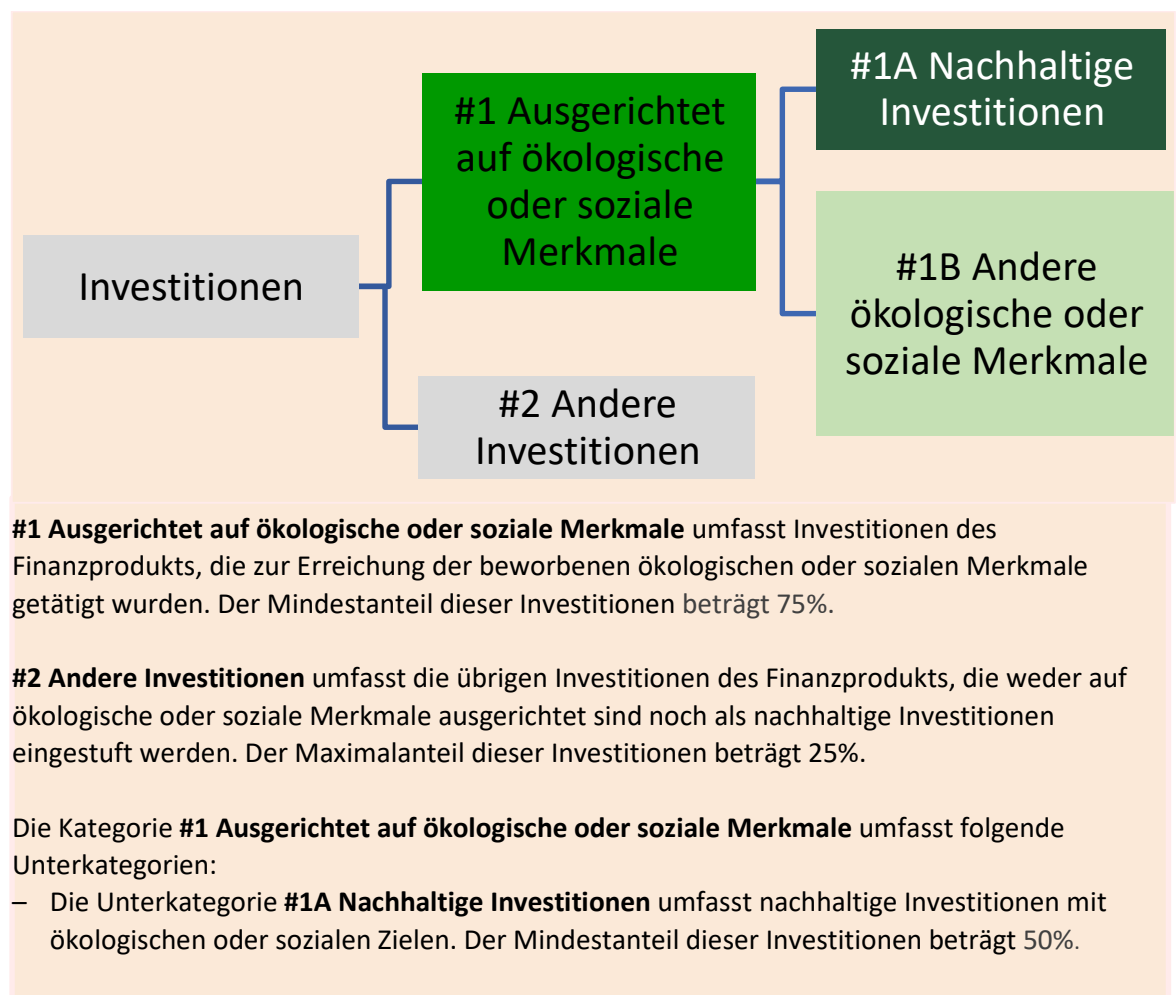 #1A Nachhaltige
Investitionen
#1 Ausgerichtet
auf ökologische
oder soziale
Merkmale
#1B Andere
ökologische oder
soziale Merkmale
Investitionen
#2 Andere
Investitionen
#1 Ausgerichtet auf ökologische oder soziale Merkmale umfasst Investitionen des
Finanzprodukts, die zur Erreichung der beworbenen ökologischen oder sozialen Merkmale
getätigt wurden. Der Mindestanteil dieser Investitionen beträgt 75%.
#2 Andere Investitionen umfasst die übrigen Investitionen des Finanzprodukts, die weder auf
ökologische oder soziale Merkmale ausgerichtet sind noch als nachhaltige Investitionen
eingestuft werden. Der Maximalanteil dieser Investitionen beträgt 25%.
Die Kategorie #1 Ausgerichtet auf ökologische oder soziale Merkmale umfasst folgende
Unterkategorien:
– Die Unterkategorie #1A Nachhaltige Investitionen umfasst nachhaltige Investitionen mit
ökologischen oder sozialen Zielen. Der Mindestanteil dieser Investitionen beträgt 50%.